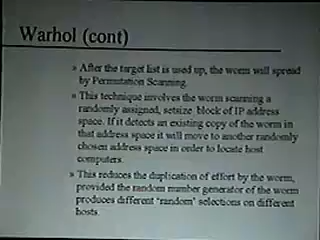 Warhol (cont)
» After the target list is used up, the worm will spread
by Permutation Scanning.
» This technique involves the worm scanning a
randomly assigned, setsize block of IP address
space. If it detects an existing copy of the worm in
that address space it will move to another randomly
chosen address space in order to locate host
computers.
» This reduces the duplication of effort by the worm,
provided the random number generator of the worm
produces different 'random' selections on different
hosts.